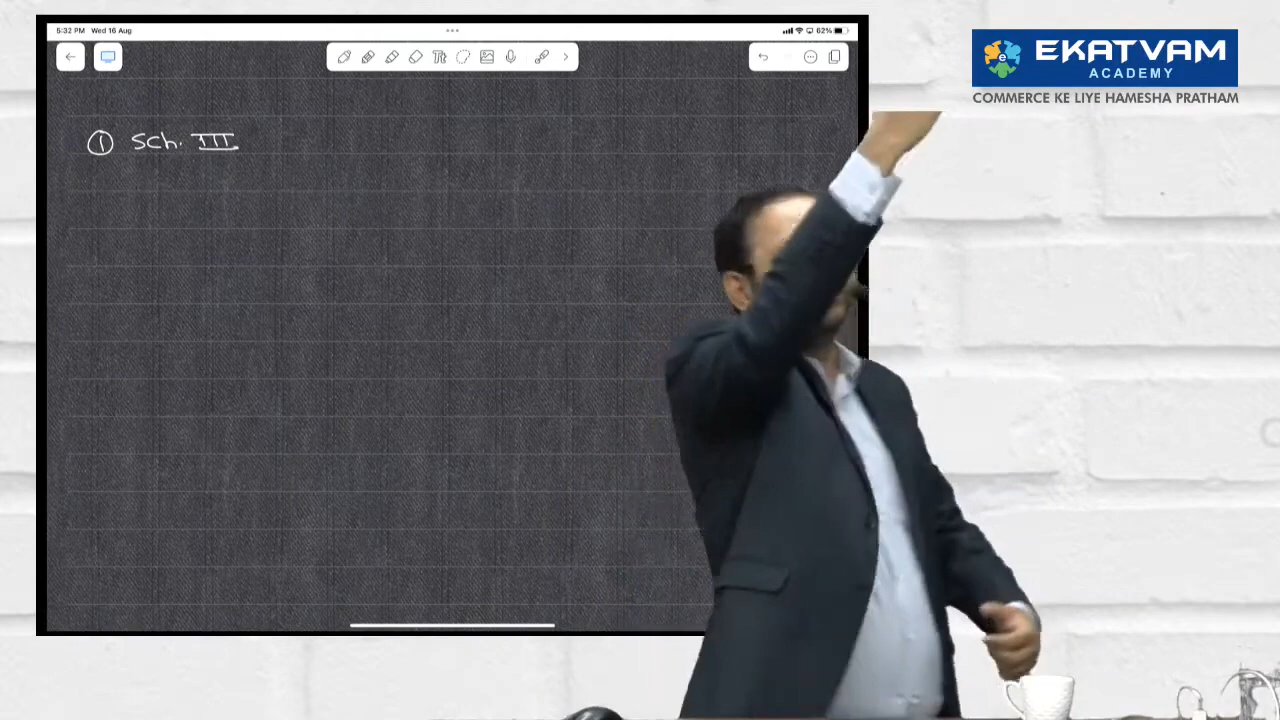 5:32 PM Wed 16 Aug
62%
① Sch. III
EKATVAM
ACADEMY
COMMERCE KE LIYE HAMESHA PRATHAM